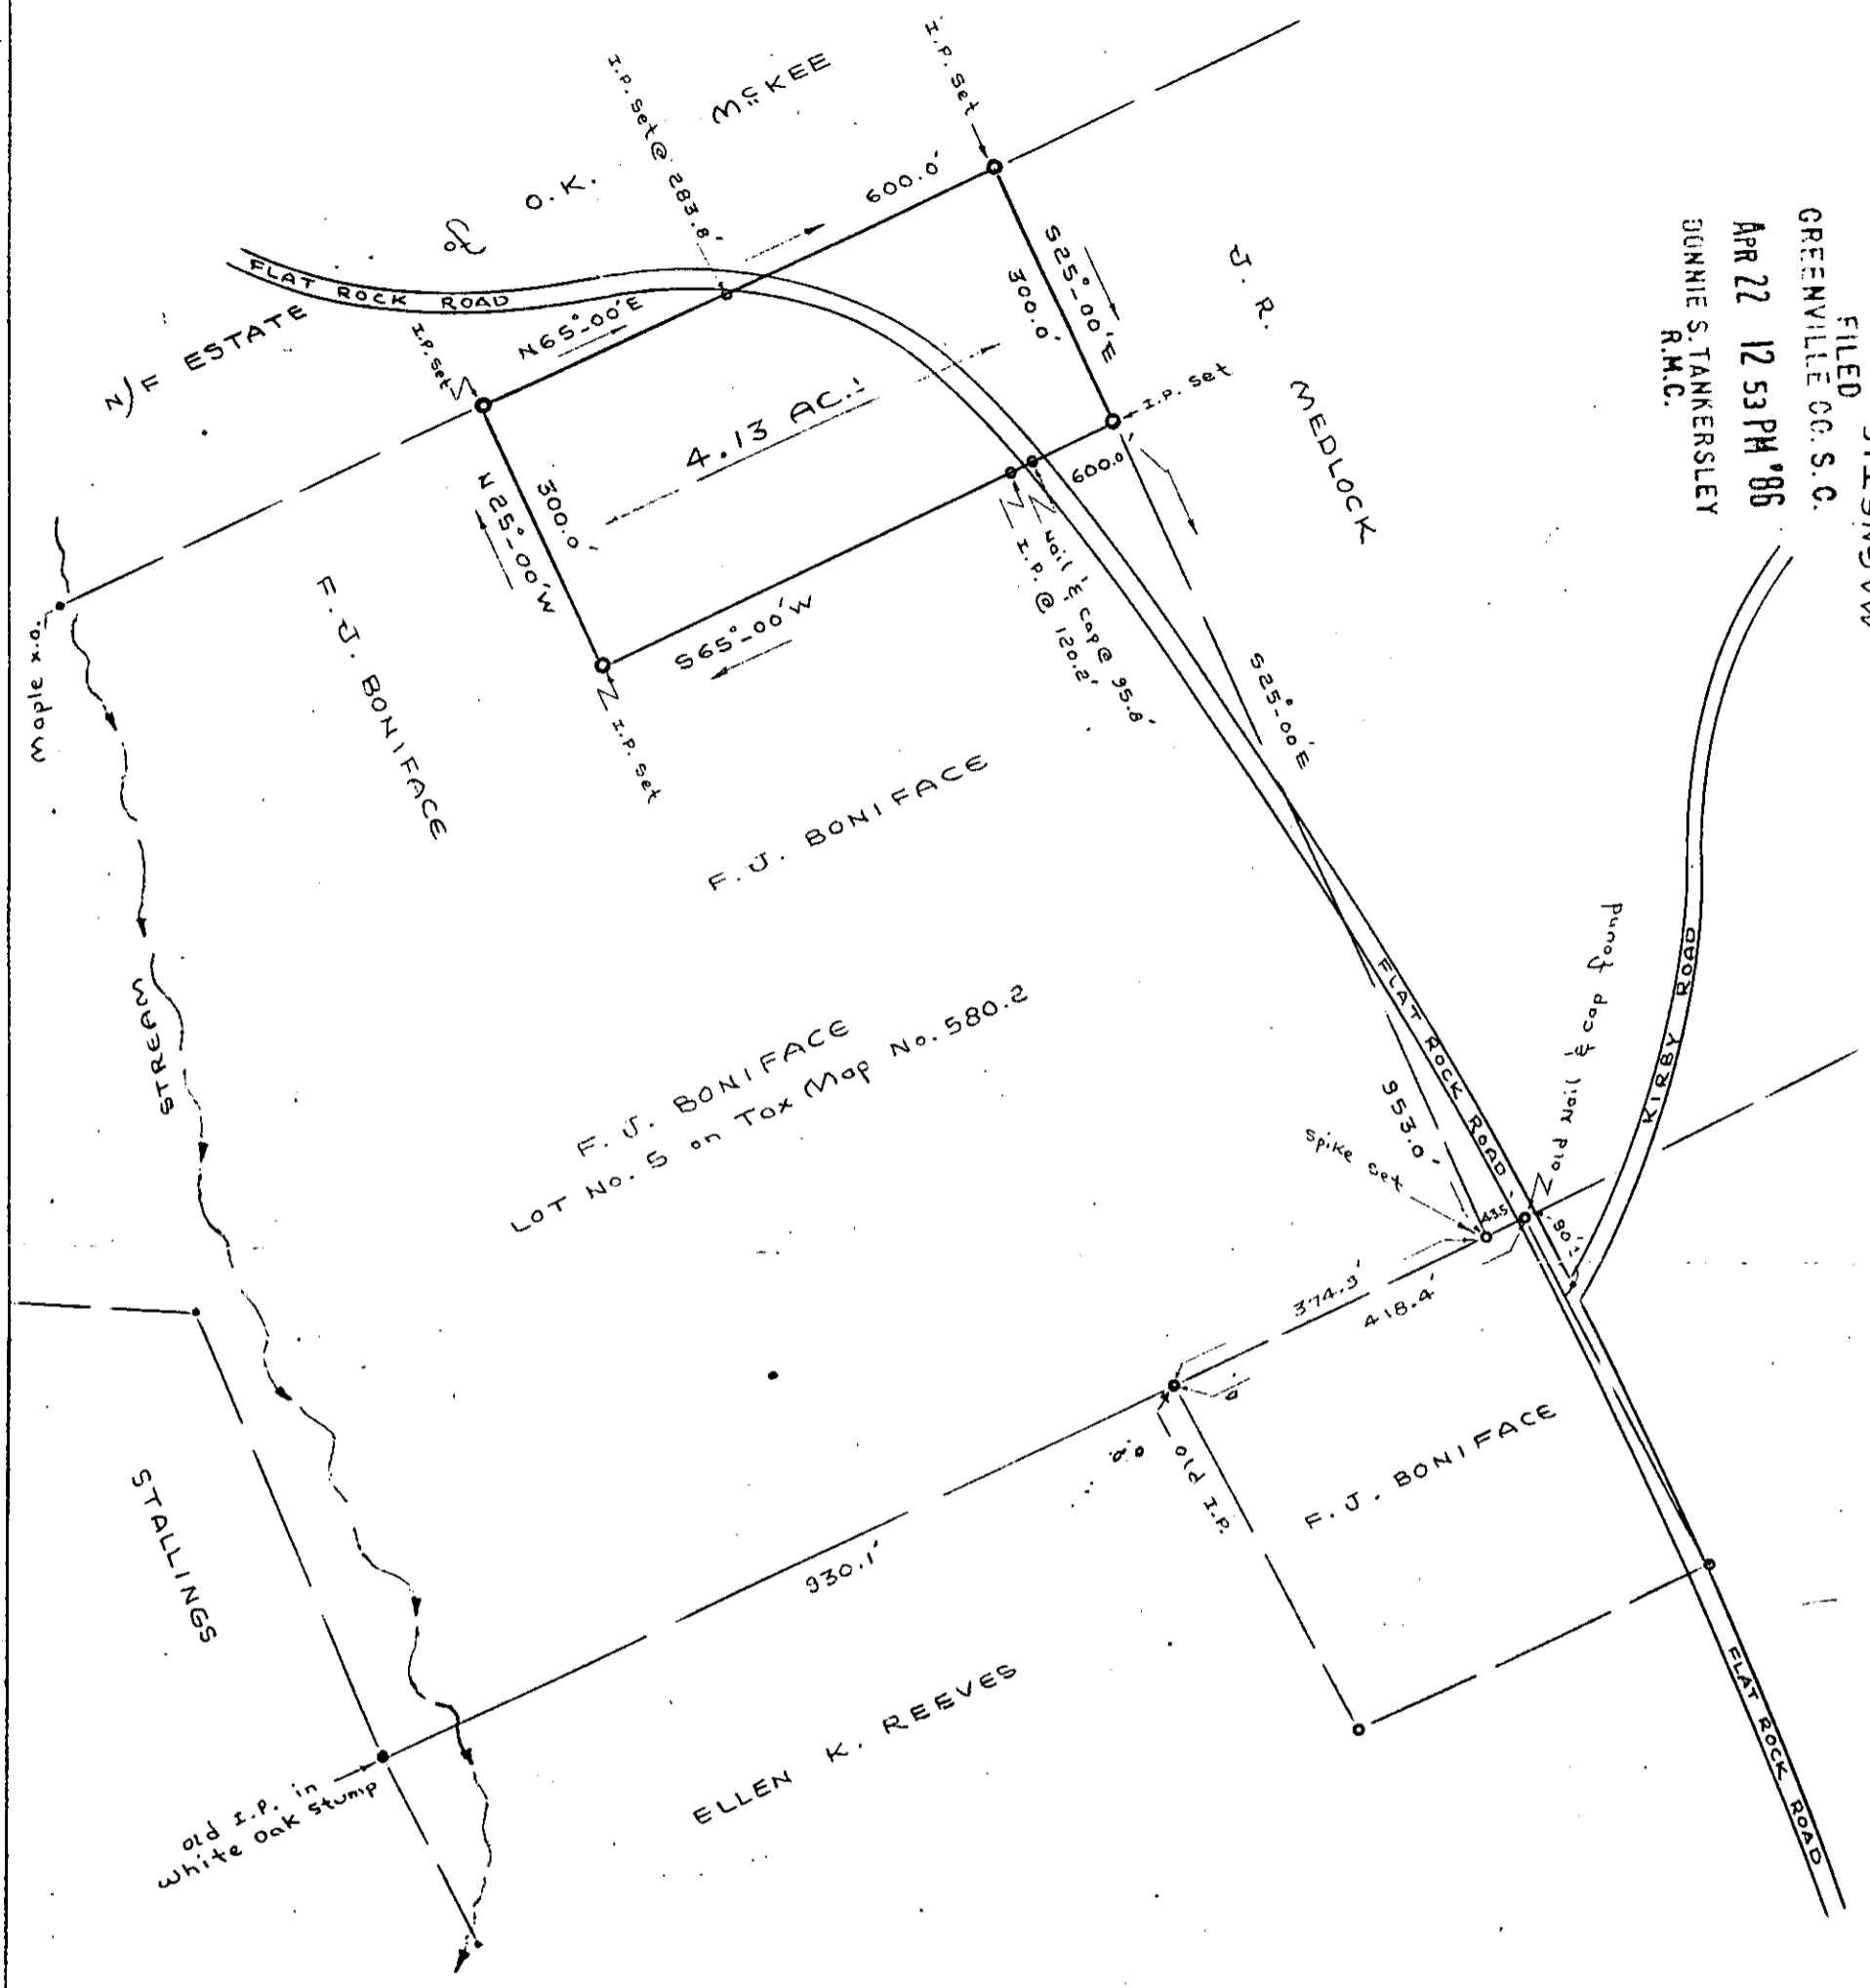 FILED
GREENVILLE CO. S.C.
APR 22 12 53 PM '86
DONNIE S. TANKERSLEY
R.M.C.
I.P. set
McKEE
I.P. set @ 283.8'
O. K.
of
N/F ESTATE
FLAT ROCK ROAD
600.0'
N65°-00'E
I.P. set
S25°-00'E
300.0'
J. R. MEDLOCK
I.P. set
4.13 AC.±
600.0'
Nail & Cap @ 95.8'
I.P. @ 120.2'
300.0'
N25°-00'W
S65°-00'W
I.P. set
Maple x.o.
F. J. BONIFACE
F. J. BONIFACE
S25°-00'E
953.0'
FLAT ROCK ROAD
KIRBY ROAD
Old Nail & cap found
Spike set
43.5'
80'±
STREAM
F. J. BONIFACE
LOT No. 5 on Tax Map No. 580.2
374.9'
418.4'
Old I.P.
F. J. BONIFACE
930.1'
STALLINGS
ELLEN K. REEVES
FLAT ROCK ROAD
Old I.P. in
White Oak Stump